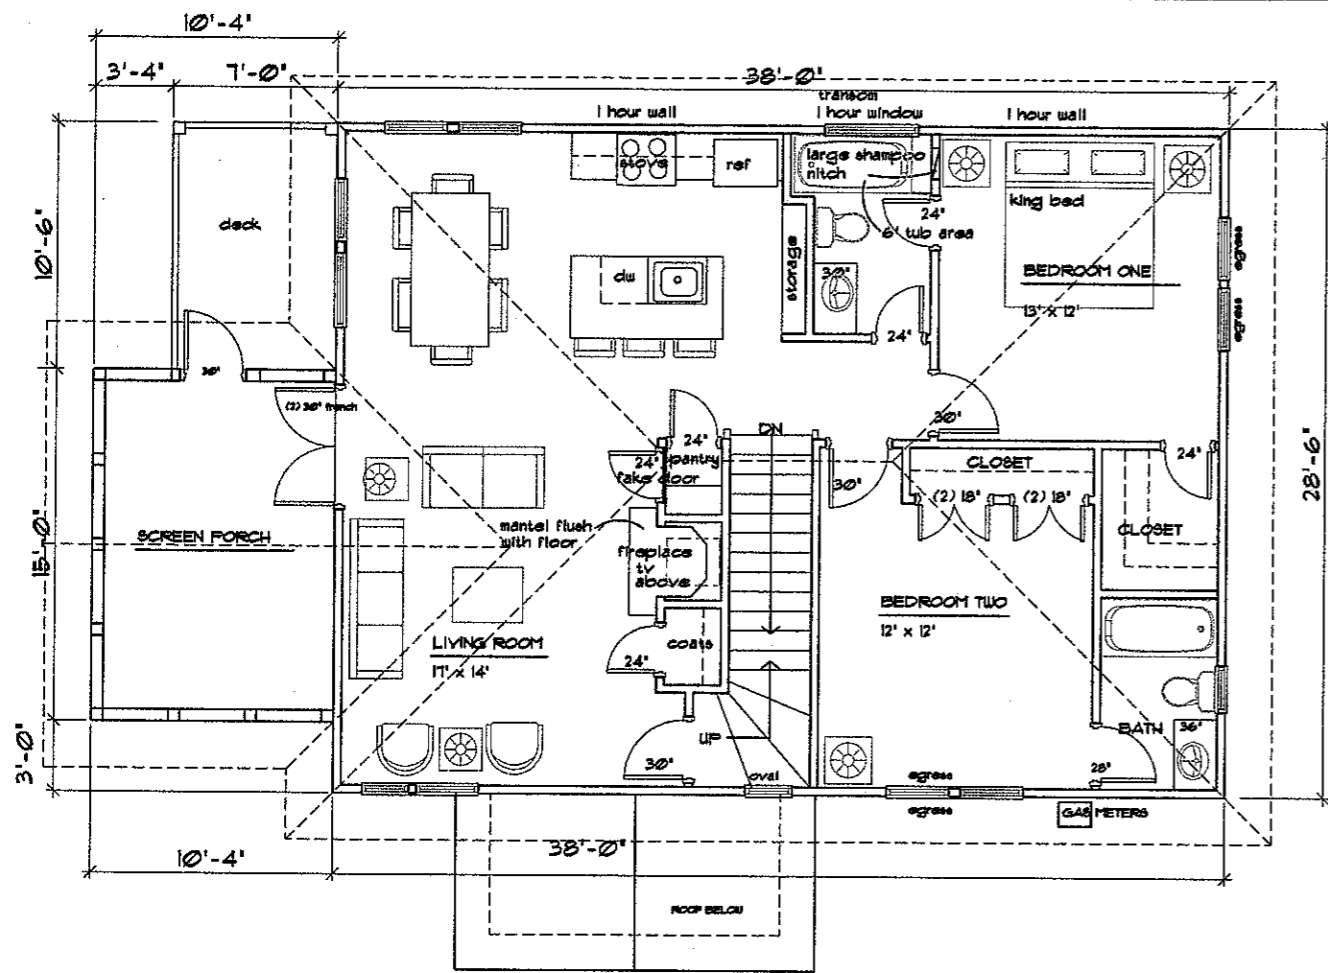 10'-4"
3'-4"
7'-0"
38'-0"
transom
1 hour wall
1 hour window
1 hour wall
stove
ref
large shampoo
nitch
king bed
24"
6' tub area
deck
10'-6"
storage
dw
30"
egress
BEDROOM ONE
13' x 12'
egress
24"
30"
(2) 30" french
30"
DN
24"
pantry
24"
fake door
CLOSET
24"
30"
(2) 18"
(2) 18"
28'-6"
mantel flush
with floor
SCREEN PORCH
15'-0"
CLOSET
fireplace
tv
above
BEDROOM TWO
12' x 12'
LIVING ROOM
17' x 14'
24"
coats
UP
BATH
36"
3'-0"
30"
oval
28"
egress
egress
GAS METERS
10'-4"
38'-0"
ROOF BELOW